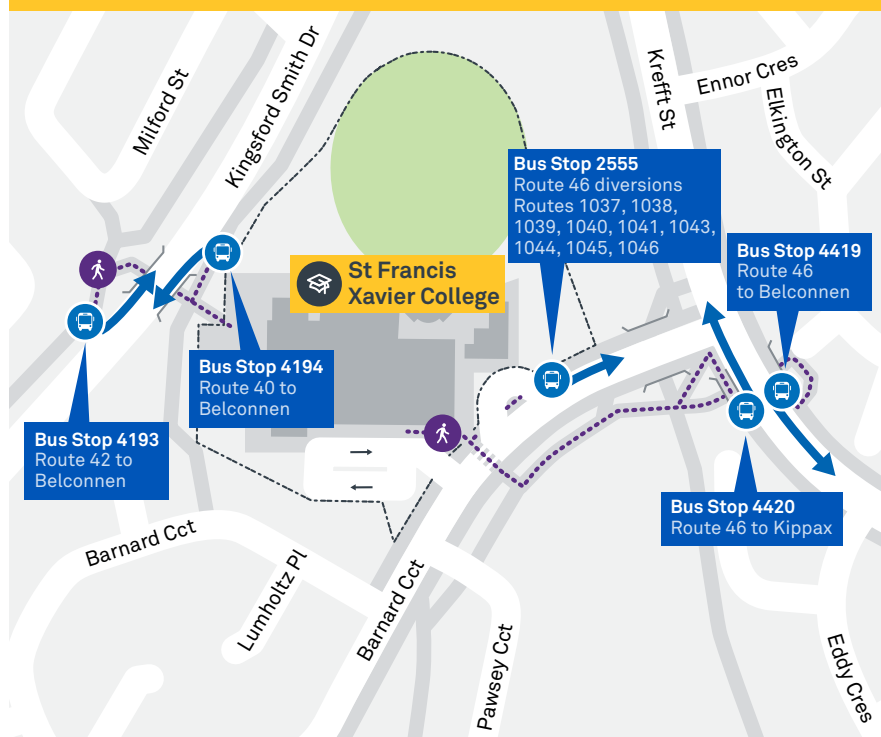 Milford St
Kingsford Smith Dr
Krefft St
Ennor Cres
Elkington St
Bus Stop 2555
Route 46 diversions
Routes 1037, 1038,
1039, 1040, 1041, 1043,
1044, 1045, 1046
Bus Stop 4419
Route 46
to Belconnen
St Francis
Xavier College
Bus Stop 4194
Route 40 to
Belconnen
Bus Stop 4193
Route 42 to
Belconnen
Bus Stop 4420
Route 46 to Kippax
Barnard Cct
Lumholtz Pl
Barnard Cct
Pawsey Cct
Eddy Cres